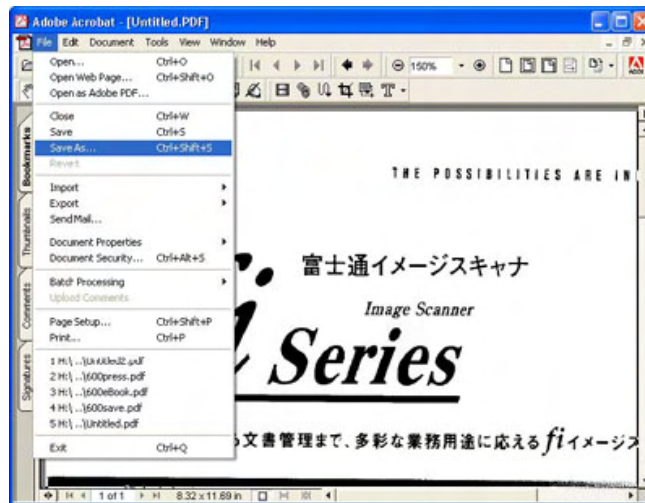 Adobe Acrobat - [Untitled.PDF]
File Edit Document Tools View Window Help
Open... Ctrl+O
Open Web Page... Ctrl+Shift+O
Open as Adobe PDF...
Close Ctrl+W
Save Ctrl+S
Save As... Ctrl+Shift+S
Revert
Import
Export
Send Mail...
Document Properties
Document Security... Ctrl+Alt+S
Batch Processing
Upload Comments
Page Setup... Ctrl+Shift+P
Print... Ctrl+P
1 H:\ ...\Untitled2.pdf
2 H:\ ...\600press.pdf
3 H:\ ...\600eBook.pdf
4 H:\ ...\600save.pdf
5 H:\ ...\Untitled.pdf
Exit Ctrl+Q
150%
Bookmarks
Thumbnails
Comments
Signatures
THE POSSIBILITIES ARE IN
富士通イメージスキャナ
Image Scanner
Series
文書管理まで、多彩な業務用途に応えるfiイメージス
1 of 1 8.32 x 11.69 in